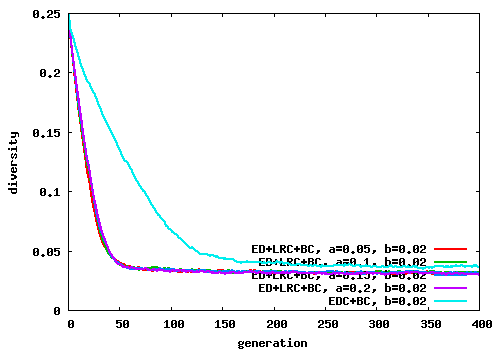 0.25
0.2
0.15
0.1
0.05
0
diversity
ED+LRC+BC, a=0.05, b=0.02
ED+LRC+BC, a=0.1, b=0.02
ED+LRC+BC, a=0.15, b=0.02
ED+LRC+BC, a=0.2, b=0.02
EDC+BC, b=0.02
0 50 100 150 200 250 300 350 400
generation